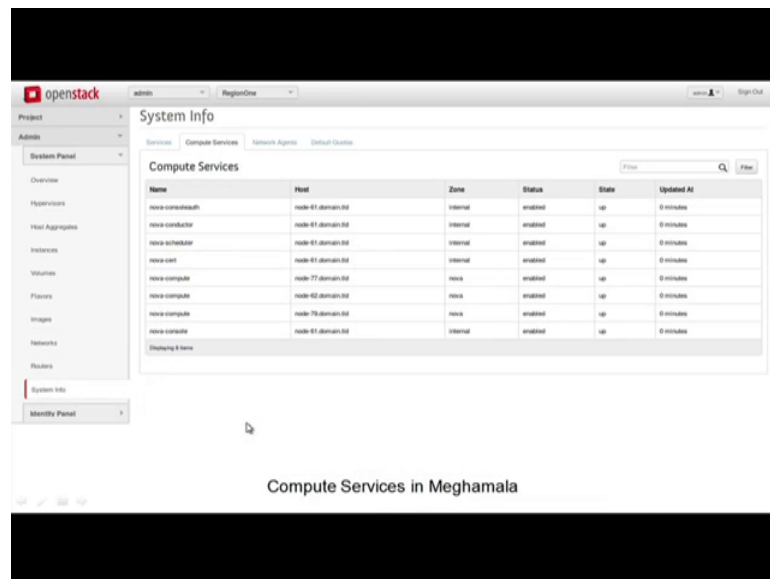 openstack admin RegionOne admin Sign Out
Project
Admin
System Panel
Overview
Hypervisors
Host Aggregates
Instances
Volumes
Flavors
Images
Networks
Routers
System Info
Identity Panel
System Info
Services Compute Services Network Agents Default Quotas
Compute Services Filter Filter
Name Host Zone Status State Updated At
nova-consoleauth node-61.domain.tld internal enabled up 0 minutes
nova-conductor node-61.domain.tld internal enabled up 0 minutes
nova-scheduler node-61.domain.tld internal enabled up 0 minutes
nova-cert node-61.domain.tld internal enabled up 0 minutes
nova-compute node-77.domain.tld nova enabled up 0 minutes
nova-compute node-62.domain.tld nova enabled up 0 minutes
nova-compute node-79.domain.tld nova enabled up 0 minutes
nova-console node-61.domain.tld internal enabled up 0 minutes
Displaying 8 items
Compute Services in Meghamala